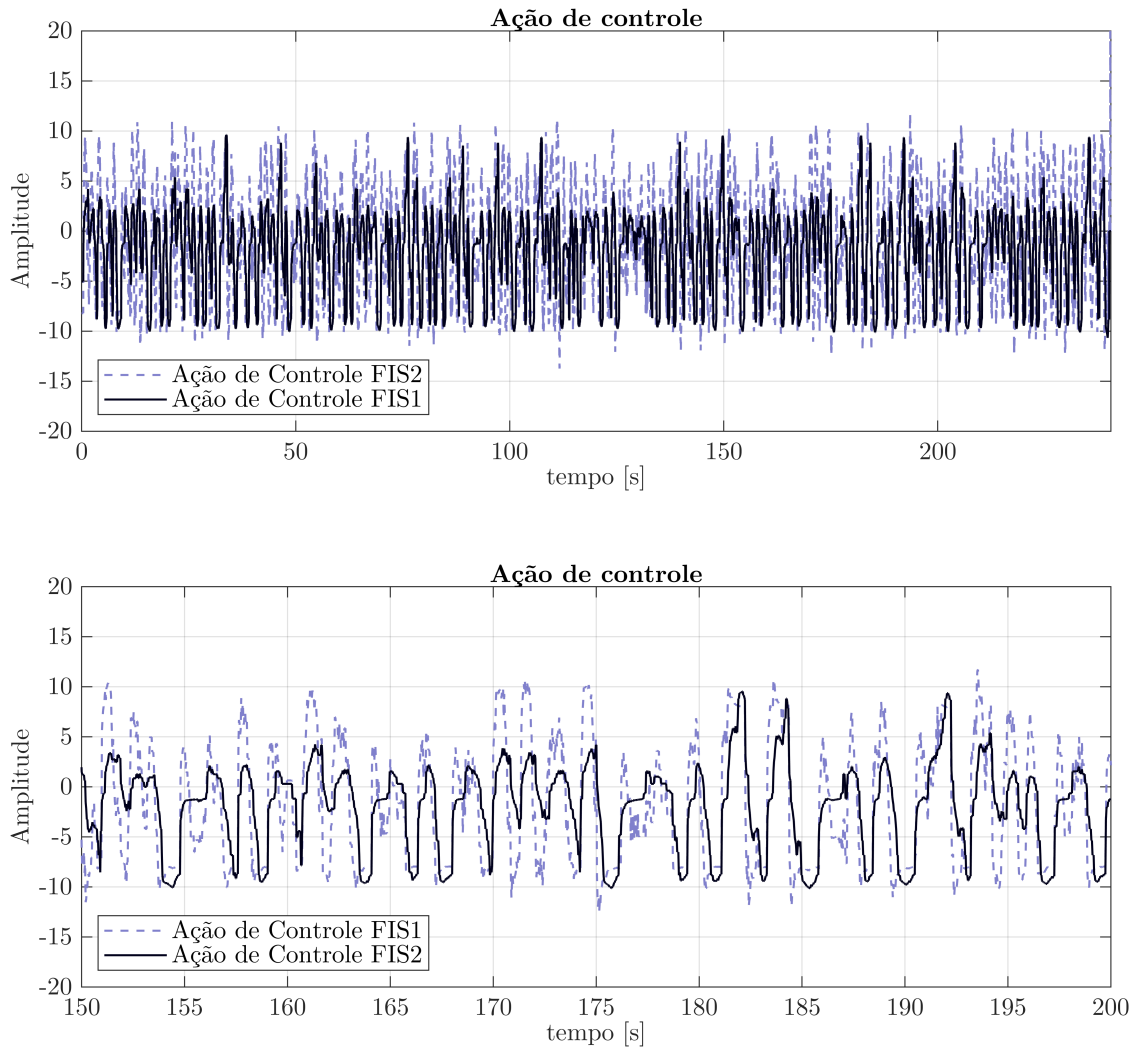 Ação de controle
20
15
10
5
0
-5
-10
-15
-20
Amplitude
Ação de Controle FIS2
Ação de Controle FIS1
0 50 100 150 200
tempo [s]
Ação de controle
20
15
10
5
0
-5
-10
-15
-20
Amplitude
Ação de Controle FIS1
Ação de Controle FIS2
150 155 160 165 170 175 180 185 190 195 200
tempo [s]